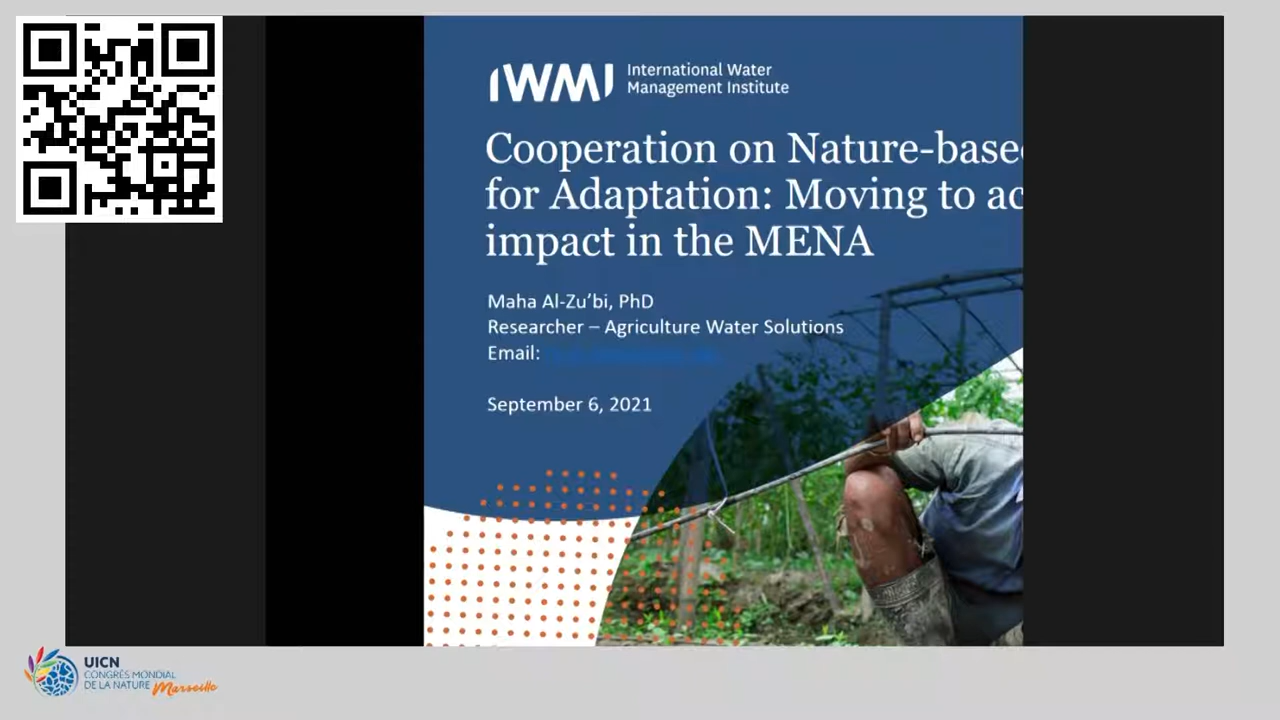 IWMI
International Water
Management Institute
Cooperation on Nature-base
for Adaptation: Moving to ac
impact in the MENA
Maha Al-Zu'bi, PhD
Researcher – Agriculture Water Solutions
Email:
September 6, 2021
UICN
CONGRÈS MONDIAL
DE LA NATURE
Marseille